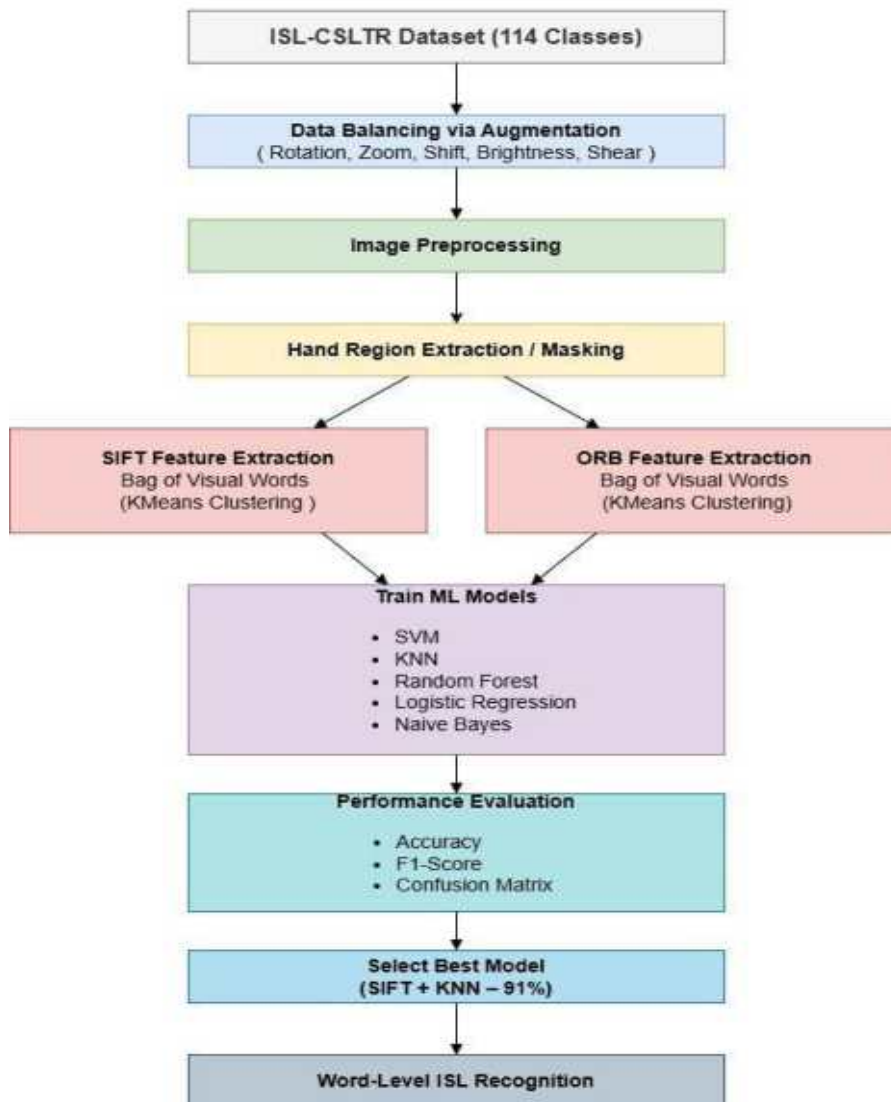 ISL-CSLTR Dataset (114 Classes)
Data Balancing via Augmentation
( Rotation, Zoom, Shift, Brightness, Shear )
Image Preprocessing
Hand Region Extraction / Masking
SIFT Feature Extraction
Bag of Visual Words
(KMeans Clustering )
ORB Feature Extraction
Bag of Visual Words
(KMeans Clustering)
Train ML Models
• SVM
• KNN
• Random Forest
• Logistic Regression
• Naive Bayes
Performance Evaluation
• Accuracy
• F1-Score
• Confusion Matrix
Select Best Model
(SIFT + KNN – 91%)
Word-Level ISL Recognition